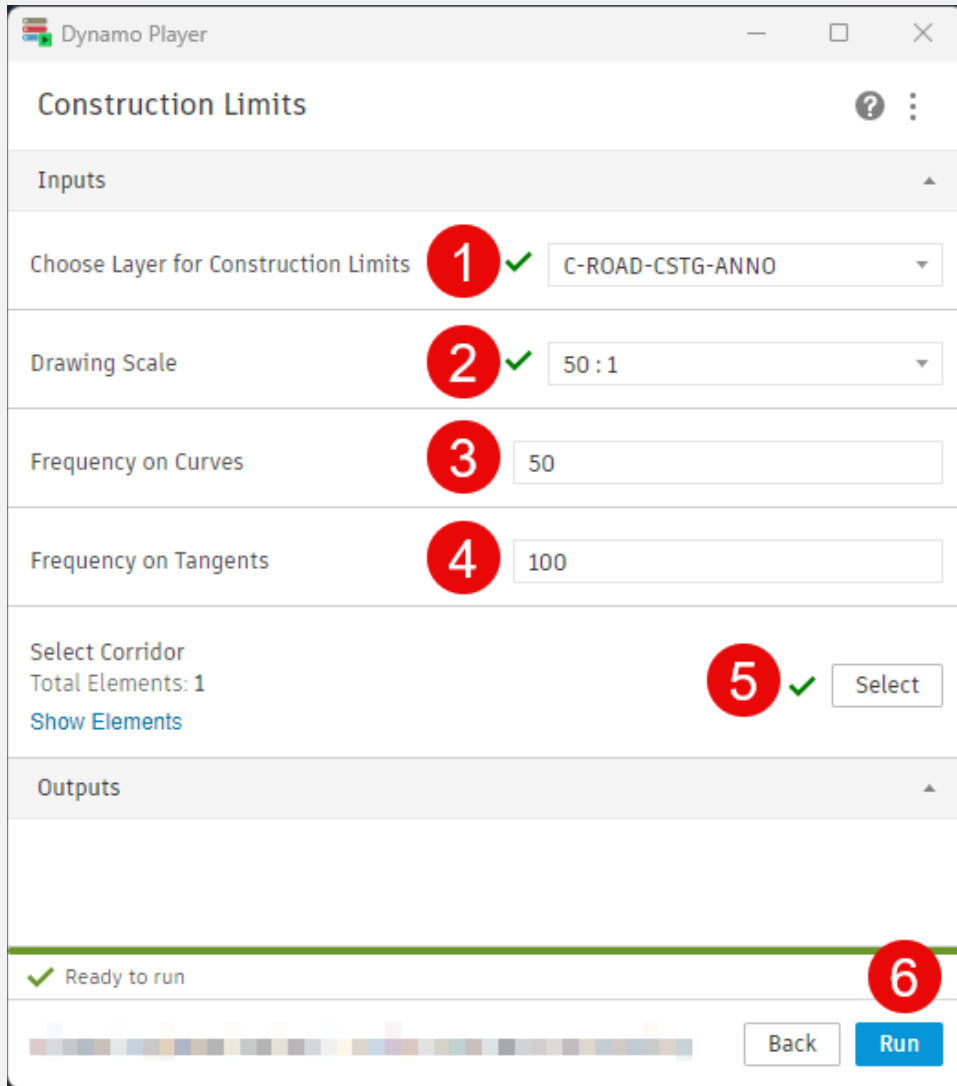 Dynamo Player
Construction Limits
Inputs
Choose Layer for Construction Limits 1 C-ROAD-CSTG-ANNO
Drawing Scale 2 50 : 1
Frequency on Curves 3 50
Frequency on Tangents 4 100
Select Corridor
Total Elements: 1
5 Select
Show Elements
Outputs
Ready to run
6
Back Run